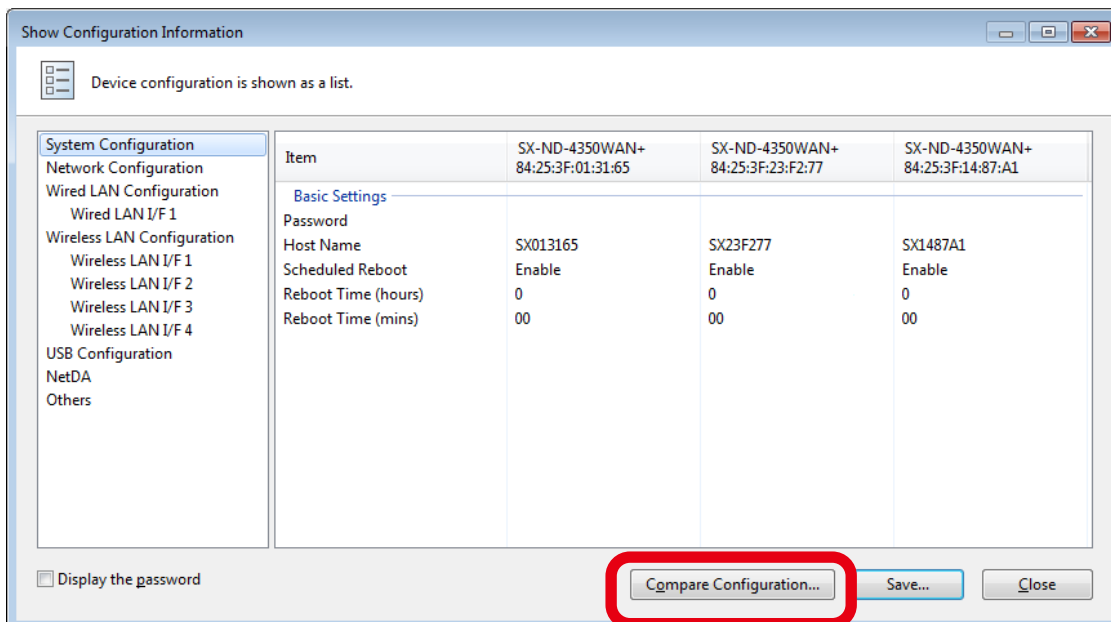 Show Configuration Information
Device configuration is shown as a list.
System Configuration
Network Configuration
Wired LAN Configuration
Wired LAN I/F 1
Wireless LAN Configuration
Wireless LAN I/F 1
Wireless LAN I/F 2
Wireless LAN I/F 3
Wireless LAN I/F 4
USB Configuration
NetDA
Others
Item SX-ND-4350WAN+ SX-ND-4350WAN+ SX-ND-4350WAN+
84:25:3F:01:31:65 84:25:3F:23:F2:77 84:25:3F:14:87:A1
Basic Settings
Password
Host Name SX013165 SX23F277 SX1487A1
Scheduled Reboot Enable Enable Enable
Reboot Time (hours) 0 0 0
Reboot Time (mins) 00 00 00
Display the password
Compare Configuration... Save... Close